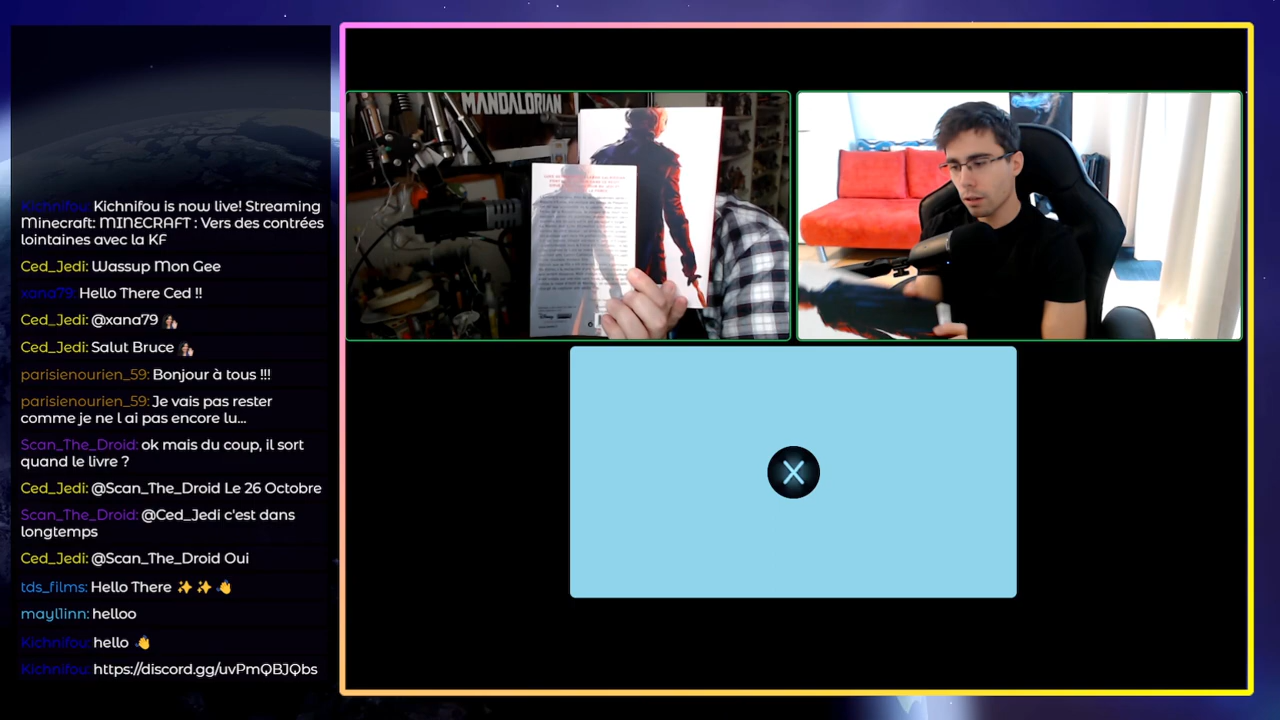 Kichnifou: Kichnifou is now live! Streaming
Minecraft: MINECRAFT : Vers des contrées
lointaines avec la KF
Ced_Jedi: Wassup Mon Gee
xana79: Hello There Ced !!
Ced_Jedi: @xana79
Ced_Jedi: Salut Bruce
parisienourien_59: Bonjour à tous !!!
parisienourien_59: Je vais pas rester
comme je ne l ai pas encore lu...
Scan_The_Droid: ok mais du coup, il sort
quand le livre ?
Ced_Jedi: @Scan_The_Droid Le 26 Octobre
Scan_The_Droid: @Ced_Jedi c'est dans
longtemps
Ced_Jedi: @Scan_The_Droid Oui
tds_films: Hello There ✨ ✨ 👋
mayl1inn: helloo
Kichnifou: hello 👋
Kichnifou: https://discord.gg/uvPmQBJQbs
MANDALORIAN
Disney
X